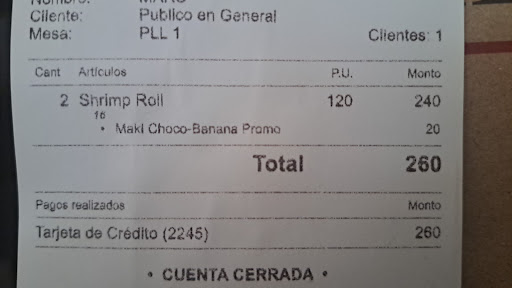 Cliente: Publico en General
Mesa: PLL 1 Clientes: 1
Cant Artículos P.U. Monto
2 Shrimp Roll 120 240
16
• Maki Choco-Banana Promo 20
Total 260
Pagos realizados Monto
Tarjeta de Crédito (2245) 260
• CUENTA CERRADA •